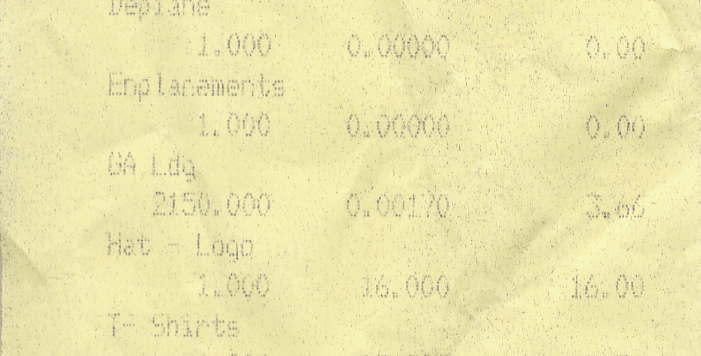 Deplane
1.000 0.00000 0.00
Enplanements
1.000 0.00000 0.00
GA Ldg
2150.000 0.00170 3.66
Hat - Logo
1.000 16.000 16.00
T- Shirts